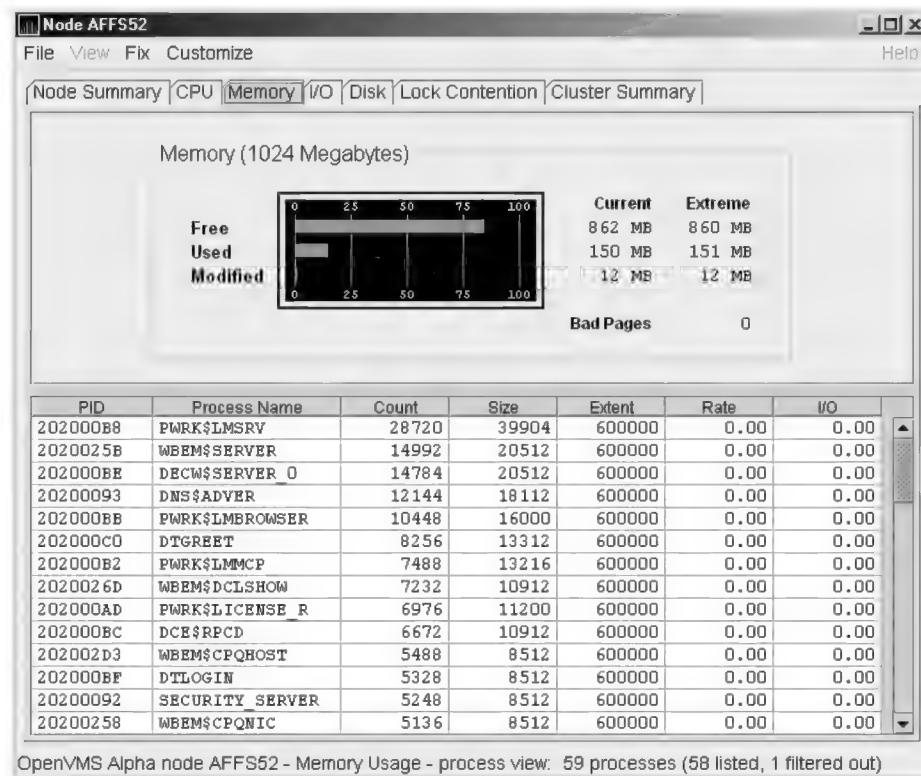 Node AFFS52
File View Fix Customize Help
Node Summary CPU Memory I/O Disk Lock Contention Cluster Summary
Memory (1024 Megabytes)
0 25 50 75 100
Current Extreme
Free 862 MB 860 MB
Used 150 MB 151 MB
Modified 12 MB 12 MB
0 25 50 75 100
Bad Pages 0
PID Process Name Count Size Extent Rate I/O
202000B8 PWRK$LMSRV 28720 39904 600000 0.00 0.00
2020025B WBEM$SERVER 14992 20512 600000 0.00 0.00
202000BE DECW$SERVER_0 14784 20512 600000 0.00 0.00
20200093 DNS$ADVER 12144 18112 600000 0.00 0.00
202000BB PWRK$LMBROWSER 10448 16000 600000 0.00 0.00
202000C0 DTGREET 8256 13312 600000 0.00 0.00
202000B2 PWRK$LMMCP 7488 13216 600000 0.00 0.00
2020026D WBEM$DCLSHOW 7232 10912 600000 0.00 0.00
202000AD PWRK$LICENSE_R 6976 11200 600000 0.00 0.00
202000BC DCE$RPCD 6672 10912 600000 0.00 0.00
202002D3 WBEM$CPQHOST 5488 8512 600000 0.00 0.00
202000BF DTLOGIN 5328 8512 600000 0.00 0.00
20200092 SECURITY_SERVER 5248 8512 600000 0.00 0.00
20200258 WBEM$CPQNIC 5136 8512 600000 0.00 0.00
OpenVMS Alpha node AFFS52 - Memory Usage - process view: 59 processes (58 listed, 1 filtered out)